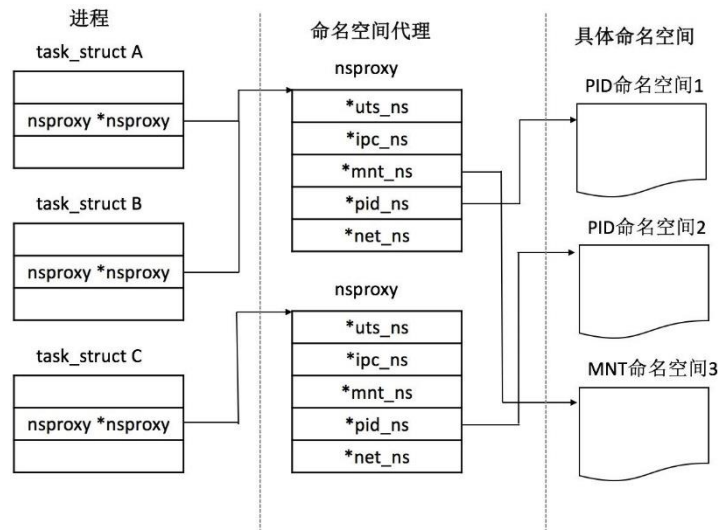 进程
task_struct A
nsproxy *nsproxy
task_struct B
nsproxy *nsproxy
task_struct C
nsproxy *nsproxy
命名空间代理
nsproxy
*uts_ns
*ipc_ns
*mnt_ns
*pid_ns
*net_ns
nsproxy
*uts_ns
*ipc_ns
*mnt_ns
*pid_ns
*net_ns
具体命名空间
PID命名空间1
PID命名空间2
MNT命名空间3